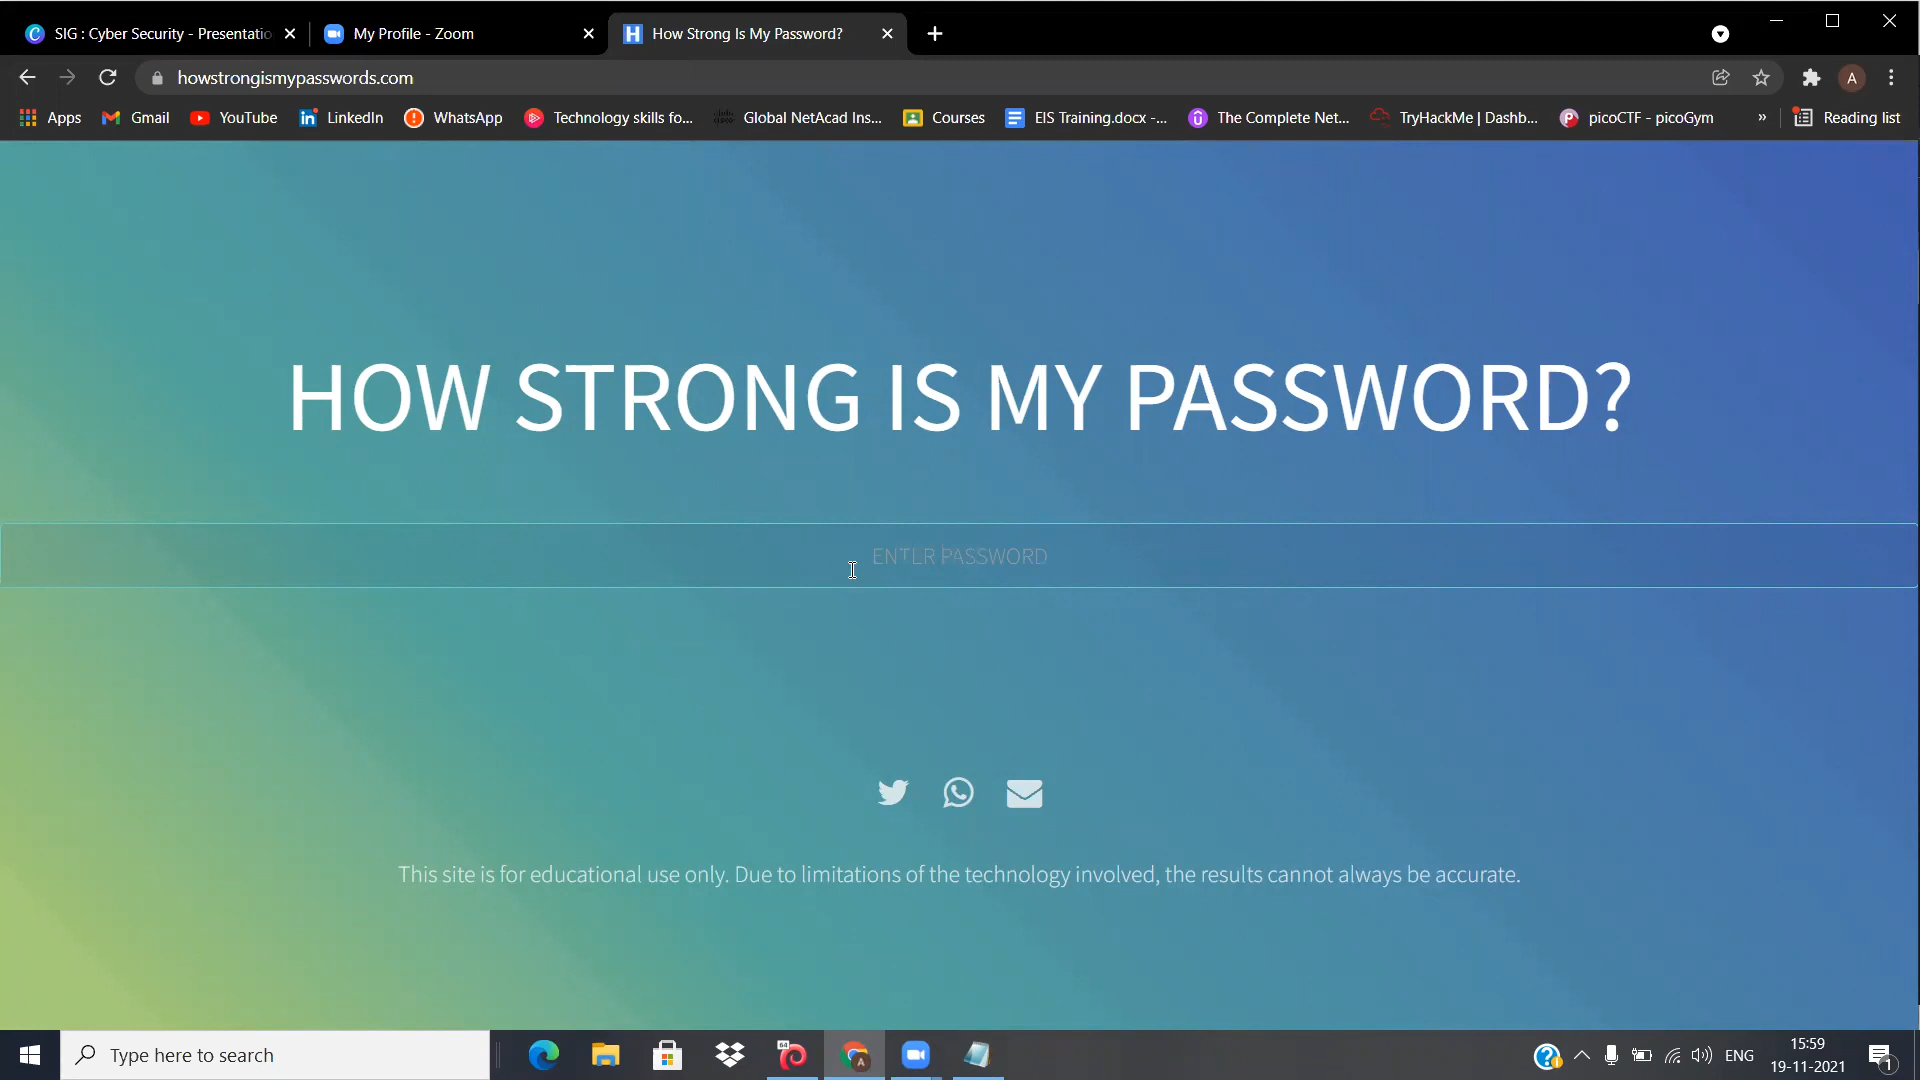 SIG : Cyber Security - Presentatio
My Profile - Zoom
How Strong Is My Password?
howstrongismypasswords.com
A
Apps
Gmail
YouTube
LinkedIn
WhatsApp
Technology skills fo...
Global NetAcad Ins...
Courses
EIS Training.docx -...
The Complete Net...
TryHackMe | Dashb...
picoCTF - picoGym
»
Reading list
HOW STRONG IS MY PASSWORD?
ENTER PASSWORD
This site is for educational use only. Due to limitations of the technology involved, the results cannot always be accurate.
Type here to search
64
A
ENG
15:59
19-11-2021
1